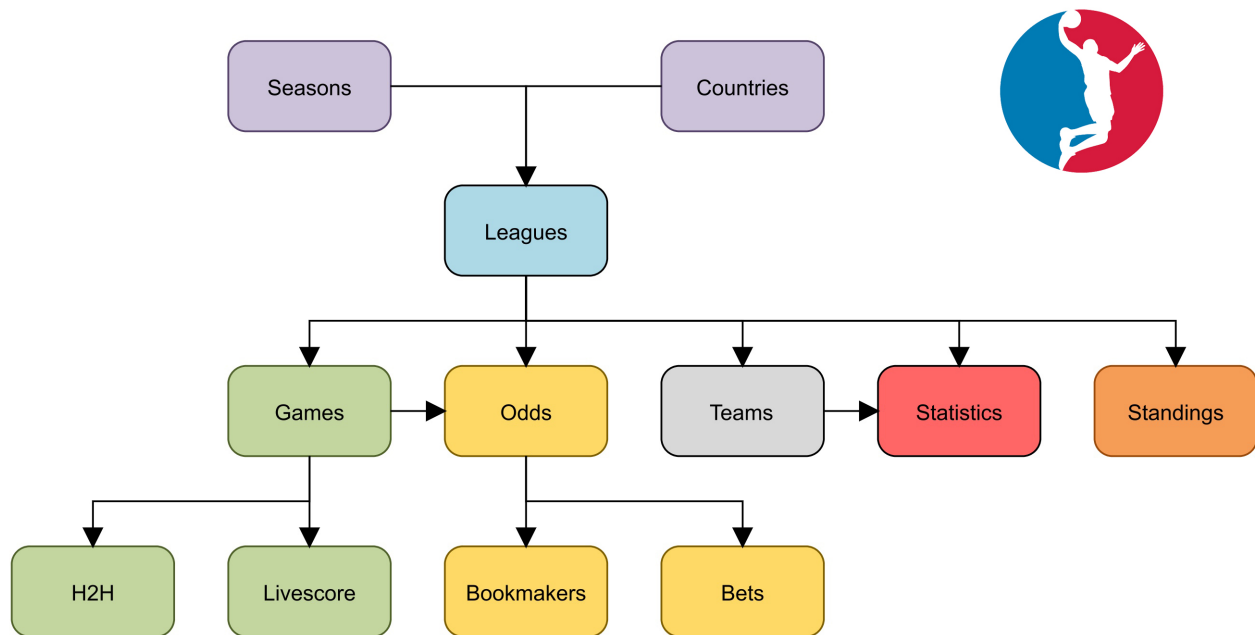 Seasons
Countries
Leagues
Games
Odds
Teams
Statistics
Standings
H2H
Livescore
Bookmakers
Bets